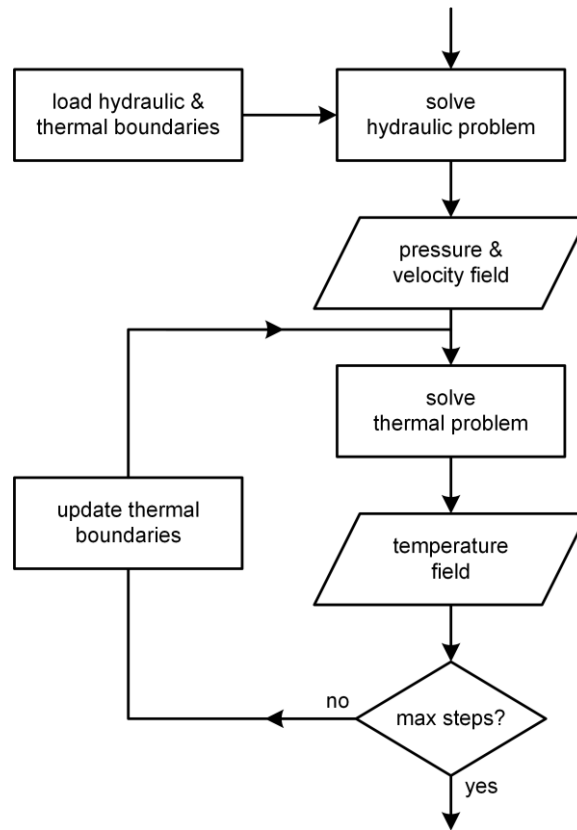 load hydraulic &
thermal boundaries
solve
hydraulic problem
pressure &
velocity field
solve
thermal problem
update thermal
boundaries
temperature
field
no
max steps?
yes